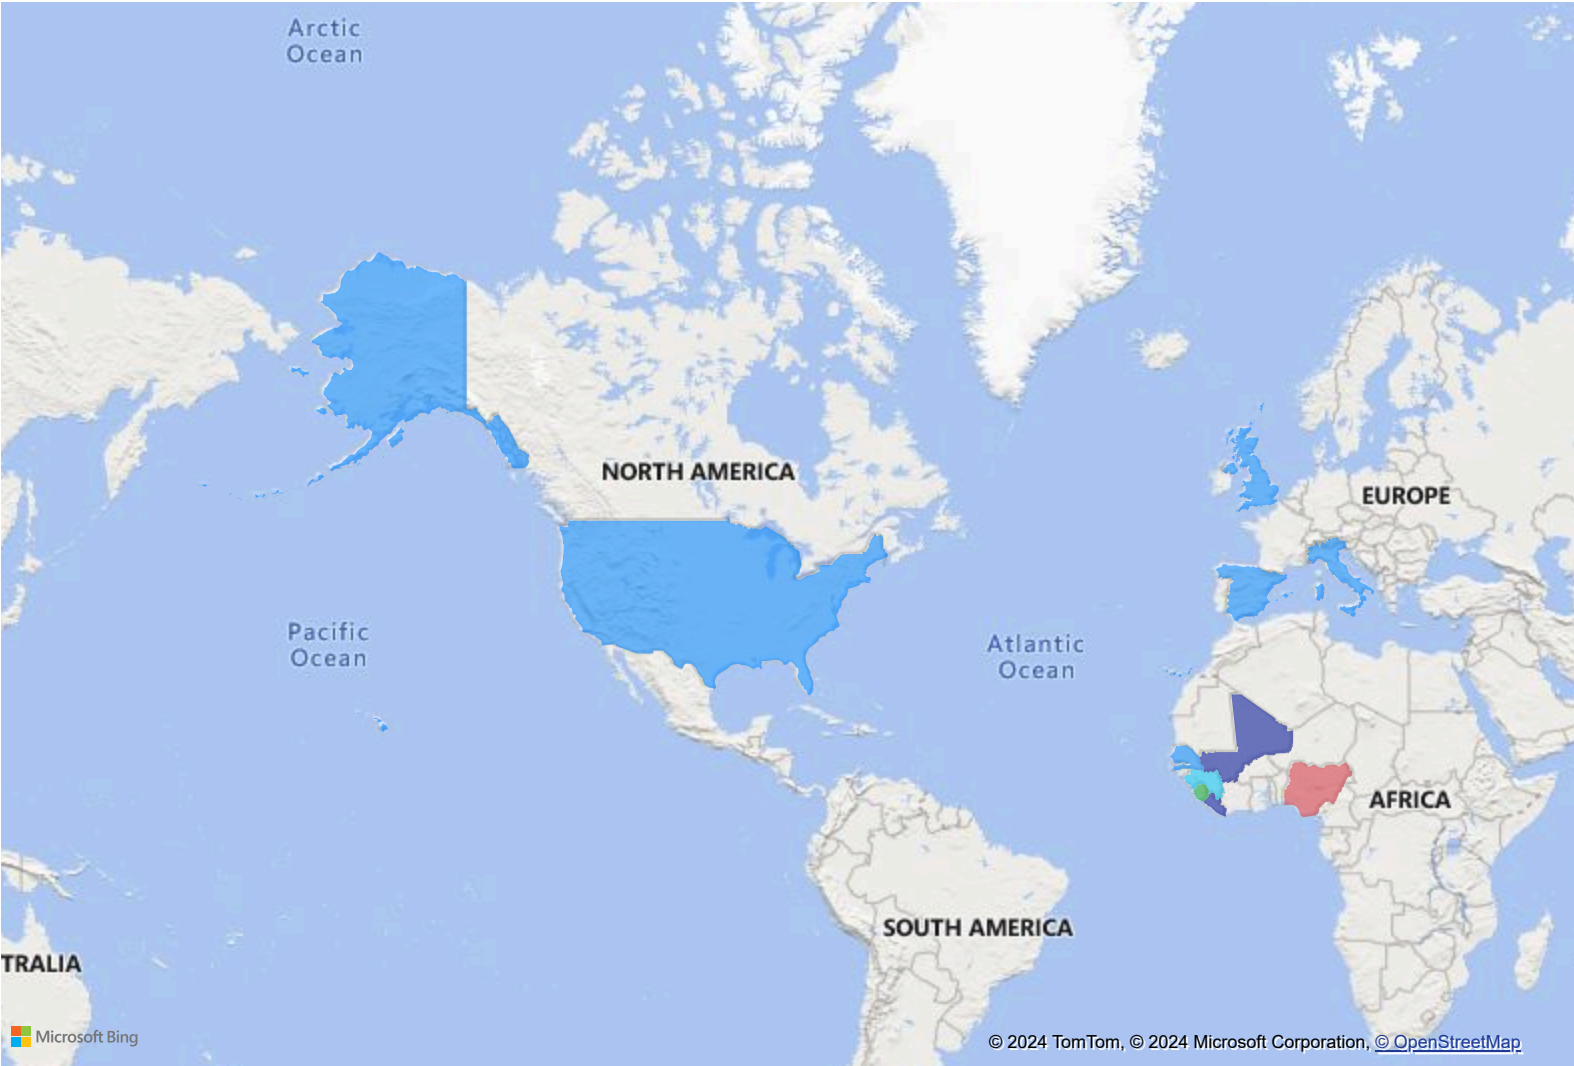 Arctic
Ocean
NORTH AMERICA
EUROPE
Pacific
Ocean
Atlantic
Ocean
AFRICA
SOUTH AMERICA
TRALIA
Microsoft Bing
© 2024 TomTom, © 2024 Microsoft Corporation, © OpenStreetMap